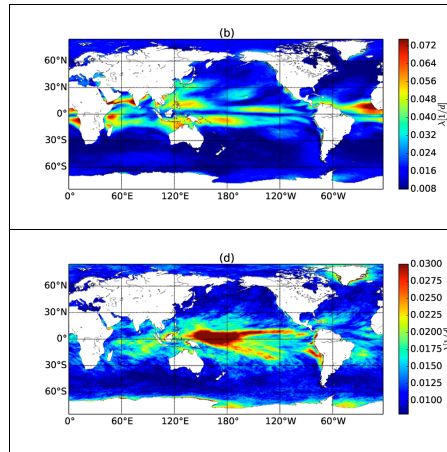 (b)
60°N
30°N
0°
30°S
60°S
0° 60°E 120°E 180° 120°W 60°W
0.072
0.064
0.056
0.048
0.040
0.032
0.024
0.016
0.008
λ[1/d]
(d)
60°N
30°N
0°
30°S
60°S
0° 60°E 120°E 180° 120°W 60°W
0.0300
0.0275
0.0250
0.0225
0.0200
0.0175
0.0150
0.0125
0.0100